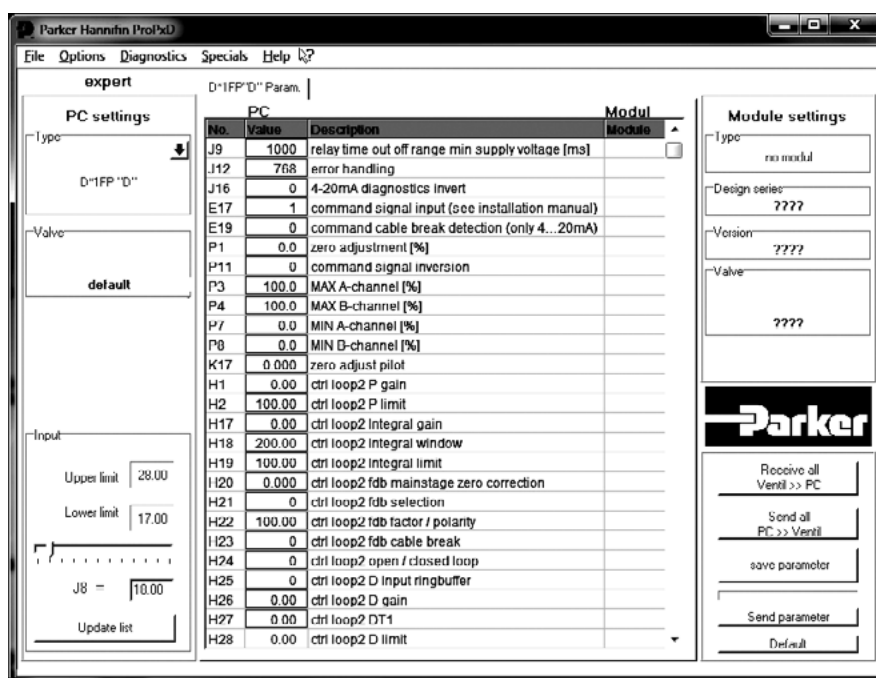 Parker Hannifin ProPxD
File Options Diagnostics Specials Help
expert
D*1FP"D" Param.
PC settings
Type
D*1FP "D"
Valve
default
Input
Upper limit 28.00
Lower limit 17.00
J8 = 10.00
Update list
PC Modul
No. Value Description Module
J9 1000 relay time out off range min supply voltage [ms]
J12 768 error handling
J16 0 4-20mA diagnostics invert
E17 1 command signal input (see installation manual)
E19 0 command cable break detection (only 4...20mA)
P1 0.0 zero adjustment [%]
P11 0 command signal inversion
P3 100.0 MAX A-channel [%]
P4 100.0 MAX B-channel [%]
P7 0.0 MIN A-channel [%]
P8 0.0 MIN B-channel [%]
K17 0.000 zero adjust pilot
H1 0.00 ctrl loop2 P gain
H2 100.00 ctrl loop2 P limit
H17 0.00 ctrl loop2 Integral gain
H18 200.00 ctrl loop2 Integral window
H19 100.00 ctrl loop2 Integral limit
H20 0.000 ctrl loop2 fdb mainstage zero correction
H21 0 ctrl loop2 fdb selection
H22 100.00 ctrl loop2 fdb factor / polarity
H23 0 ctrl loop2 fdb cable break
H24 0 ctrl loop2 open / closed loop
H25 0 ctrl loop2 D Input ringbuffer
H26 0.00 ctrl loop2 D gain
H27 0.00 ctrl loop2 DT1
H28 0.00 ctrl loop2 D limit
Module settings
Type
no modul
Design series
????
Version
????
Valve
????
Parker
Receive all
Ventil >> PC
Send all
PC >> Ventil
save parameter
Send parameter
Default